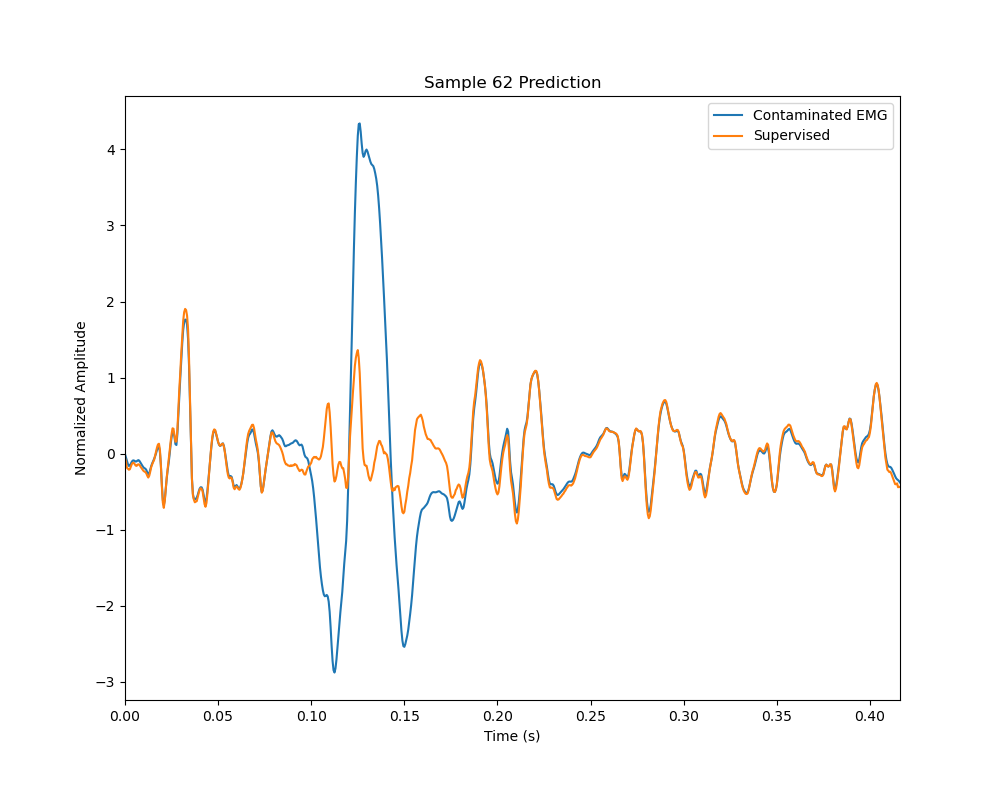 Sample 62 Prediction
Contaminated EMG
Supervised
Normalized Amplitude
4
3
2
1
0
−1
−2
−3
0.00 0.05 0.10 0.15 0.20 0.25 0.30 0.35 0.40
Time (s)